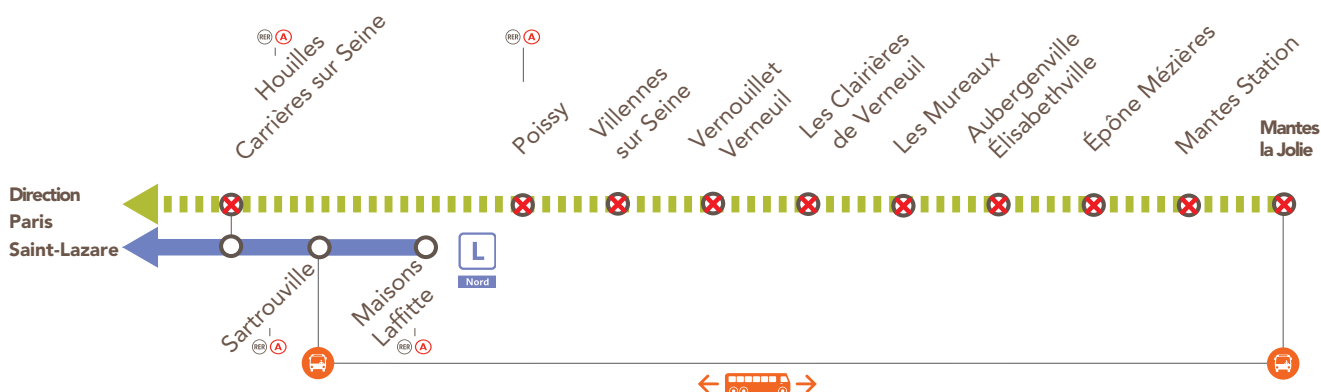 RER A
Houilles
Carrières sur Seine
RER A
Poissy
Villennes
sur Seine
Vernouillet
Verneuil
Les Clairières
de Verneuil
Les Mureaux
Aubergenville
Élisabethville
Épône Mézières
Mantes Station
Mantes
la Jolie
Direction
Paris
Saint-Lazare
L
Nord
Sartrouville
RER A
Maisons
Laffitte
RER A